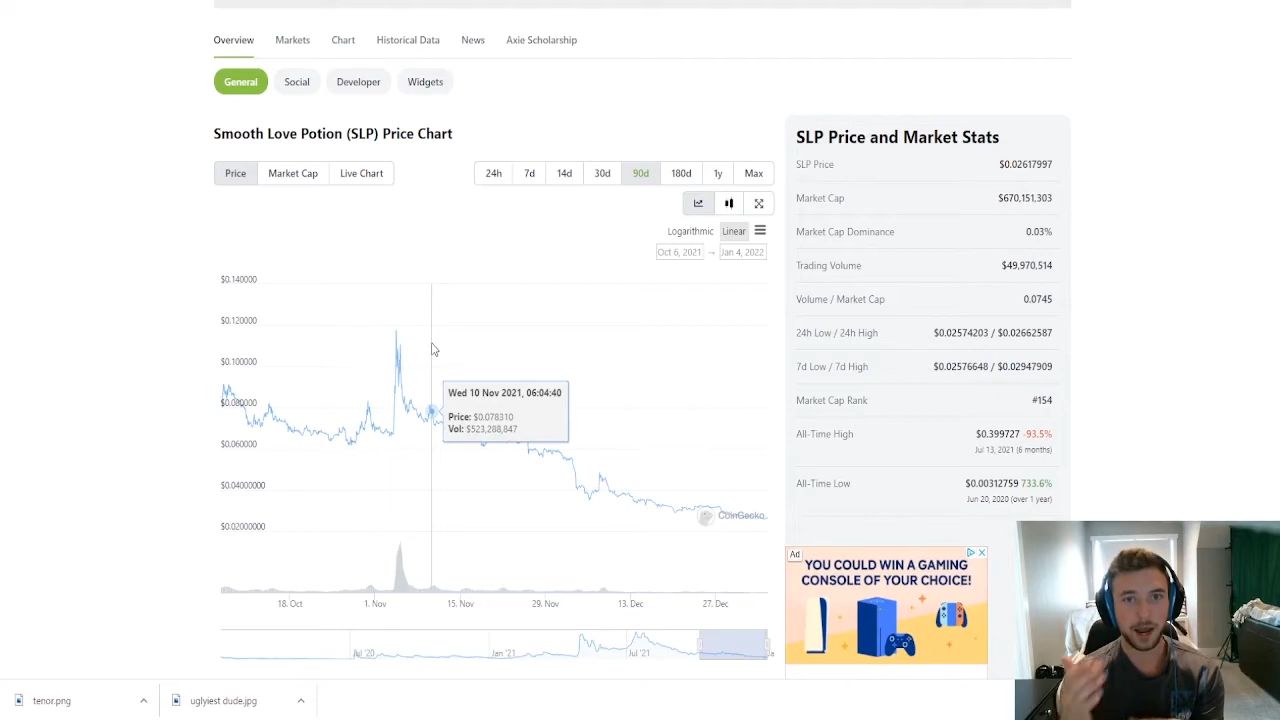 Overview Markets Chart Historical Data News Axie Scholarship
General Social Developer Widgets
Smooth Love Potion (SLP) Price Chart
Price Market Cap Live Chart
24h 7d 14d 30d 90d 180d 1y Max
Logarithmic Linear
Oct 6, 2021 → Jan 4, 2022
$0.140000
$0.120000
$0.100000
$0.080000
$0.060000
$0.04000000
$0.02000000
Wed 10 Nov 2021, 06:04:40
Price: $0.078310
Vol: $523,288,847
CoinGecko
18. Oct 1. Nov 15. Nov 29. Nov 13. Dec 27. Dec
Jul '20 Jan '21 Jul '21
SLP Price and Market Stats
SLP Price $0.02617997
Market Cap $670,151,303
Market Cap Dominance 0.03%
Trading Volume $49,970,514
Volume / Market Cap 0.0745
24h Low / 24h High $0.02574203 / $0.02662587
7d Low / 7d High $0.02576648 / $0.02947909
Market Cap Rank #154
All-Time High $0.399727 -93.5%
Jul 13, 2021 (6 months)
All-Time Low $0.00312759 733.6%
Jun 20, 2020 (over 1 year)
Ad
YOU COULD WIN A GAMING
CONSOLE OF YOUR CHOICE!
tenor.png uglyiest dude.jpg